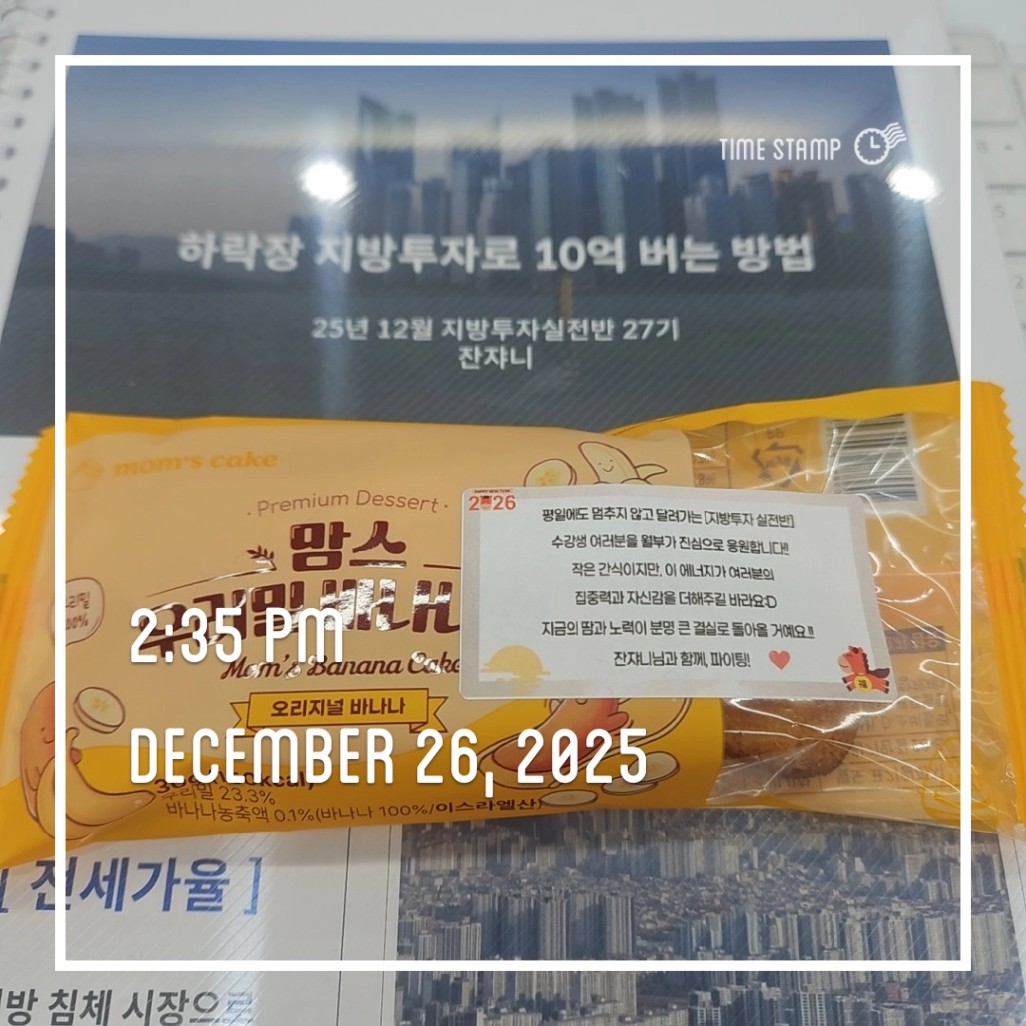 TIME STAMP
하락장 지방투자로 10억 버는 방법
25년 12월 지방투자실전반 27기
잔쟈니
mom's cake
Premium Dessert
맘스
우리밀 바나나
Mom's Banana Cake
오리지널 바나나
우리밀 23.3%
바나나농축액 0.1%(바나나 100%/이스라엘산)
2026
평일에도 멈추지 않고 달려가는 [지방투자 실전반]
수강생 여러분을 월부가 진심으로 응원합니다!!
작은 간식이지만, 이 에너지가 여러분의
집중력과 자신감을 더해주길 바라요:D
지금의 땀과 노력이 분명 큰 결실로 돌아올 거예요!!
잔쟈니님과 함께, 파이팅!
福
2.35 PM
DECEMBER 26, 2025
전세가율 ]
방 침체 시장으로